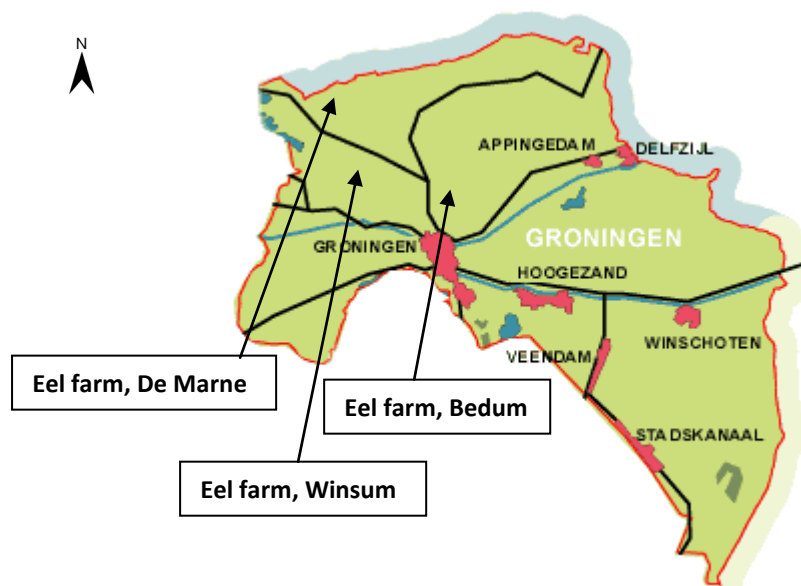 N
APPINGEDAM
DELFZIJL
GRONINGEN
GRONINGEN
HOOGEZAND
WINSCHOTEN
VEENDAM
Eel farm, De Marne
Eel farm, Bedum
STADSKANAAL
Eel farm, Winsum